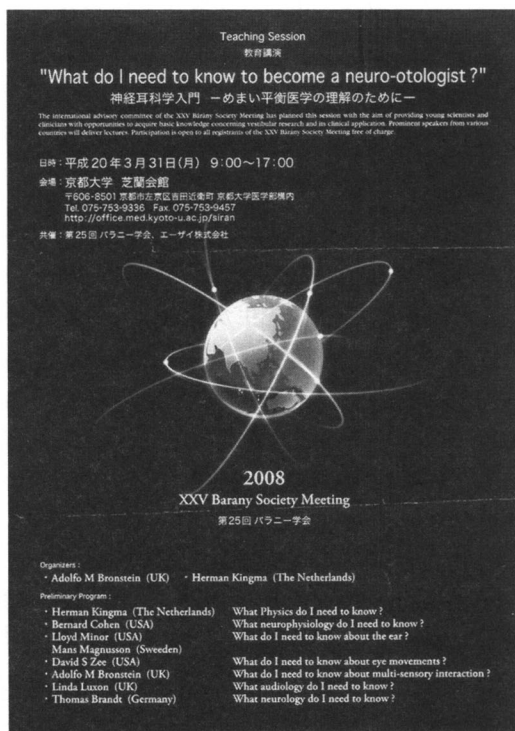 Teaching Session
教育講演
"What do I need to know to become a neuro-otologist?"
神経耳科学入門 ーめまい平衡医学の理解のためにー
The international advisory committee of the XXV Barany Society Meeting has planned this session with the aim of providing young scientists and
clinicians with opportunities to acquire basic knowledge concerning vestibular research and its clinical application. Prominent speakers from various
countries will deliver lectures. Participation is open to all registrants of the XXV Barany Society Meeting free of charge.
日時：平成20年3月31日(月) 9:00〜17:00
会場：京都大学 芝蘭会館
〒606-8501 京都市左京区吉田近衛町 京都大学医学部構内
Tel. 075-753-9336 Fax. 075-753-9457
http://office.med.kyoto-u.ac.jp/siran
共催：第25回 バラニー学会、エーザイ株式会社
2008
XXV Barany Society Meeting
第25回 バラニー学会
Organizers :
・Adolfo M Bronstein (UK) ・Herman Kingma (The Netherlands)
Preliminary Program :
・Herman Kingma (The Netherlands) What Physics do I need to know ?
・Bernard Cohen (USA) What neurophysiology do I need to know ?
・Lloyd Minor (USA) What do I need to know about the ear ?
Mans Magnusson (Sweeden)
・David S Zee (USA) What do I need to know about eye movements ?
・Adolfo M Bronstein (UK) What do I need to know about multi-sensory interaction ?
・Linda Luxon (UK) What audiology do I need to know ?
・Thomas Brandt (Germany) What neurology do I need to know ?